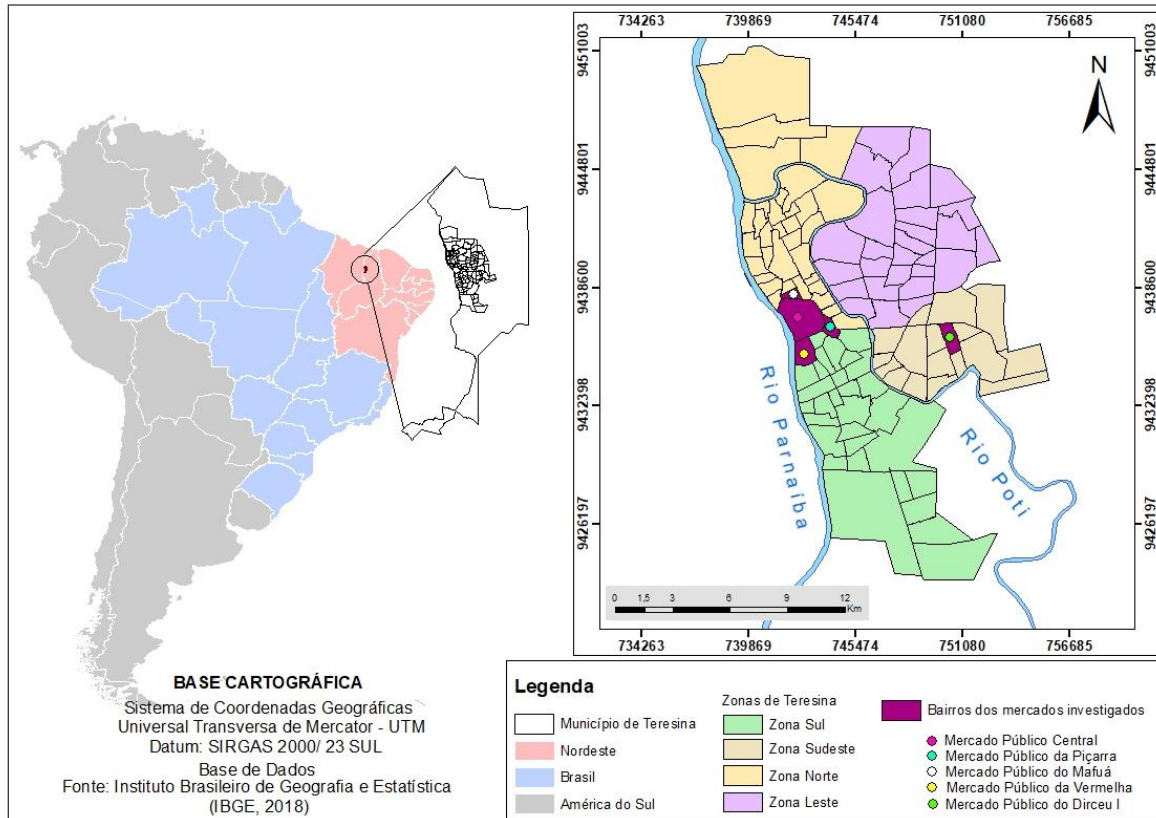 734263 739869 745474 751080 756685
9451003
9451003
N
9444801
9444801
9438600
9438600
9432398
9432398
9426197
9426197
Rio Parnaíba
Rio Poti
0 1,5 3 6 9 12
Km
734263 739869 745474 751080 756685
BASE CARTOGRÁFICA
Sistema de Coordenadas Geográficas
Universal Transversa de Mercator - UTM
Datum: SIRGAS 2000/ 23 SUL
Base de Dados
Fonte: Instituto Brasileiro de Geografia e Estatística
(IBGE, 2018)
Legenda
Município de Teresina
Nordeste
Brasil
América do Sul
Zonas de Teresina
Zona Sul
Zona Sudeste
Zona Norte
Zona Leste
Bairros dos mercados investigados
Mercado Público Central
Mercado Público da Piçarra
Mercado Público do Mafuá
Mercado Público da Vermelha
Mercado Público do Dirceu I